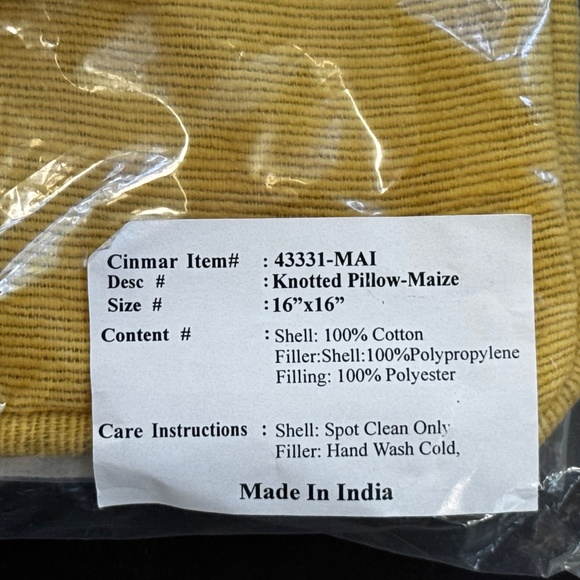 Cinmar Item# : 43331-MAI
Desc # : Knotted Pillow-Maize
Size # : 16”x16”
Content # : Shell: 100% Cotton
Filler:Shell:100%Polypropylene
Filling: 100% Polyester
Care Instructions : Shell: Spot Clean Only
Filler: Hand Wash Cold,
Made In India